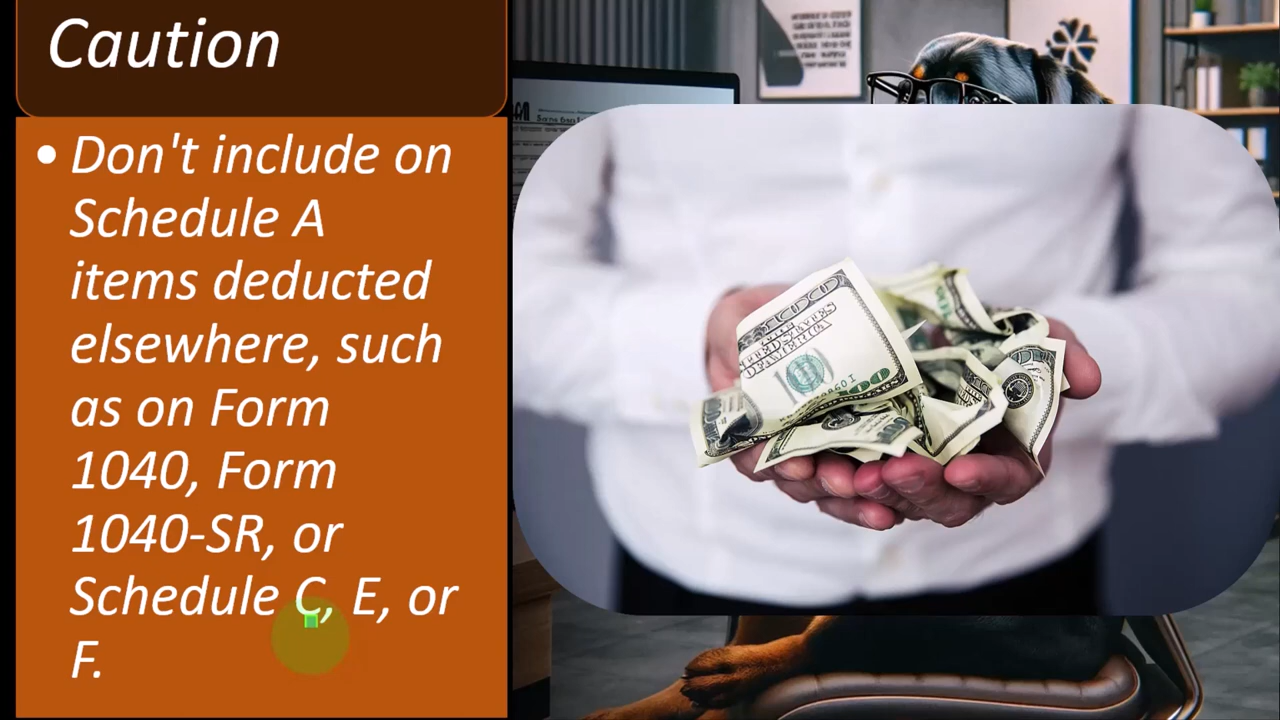 Caution
• Don't include on
Schedule A
items deducted
elsewhere, such
as on Form
1040, Form
1040-SR, or
Schedule C, E, or
F.
100